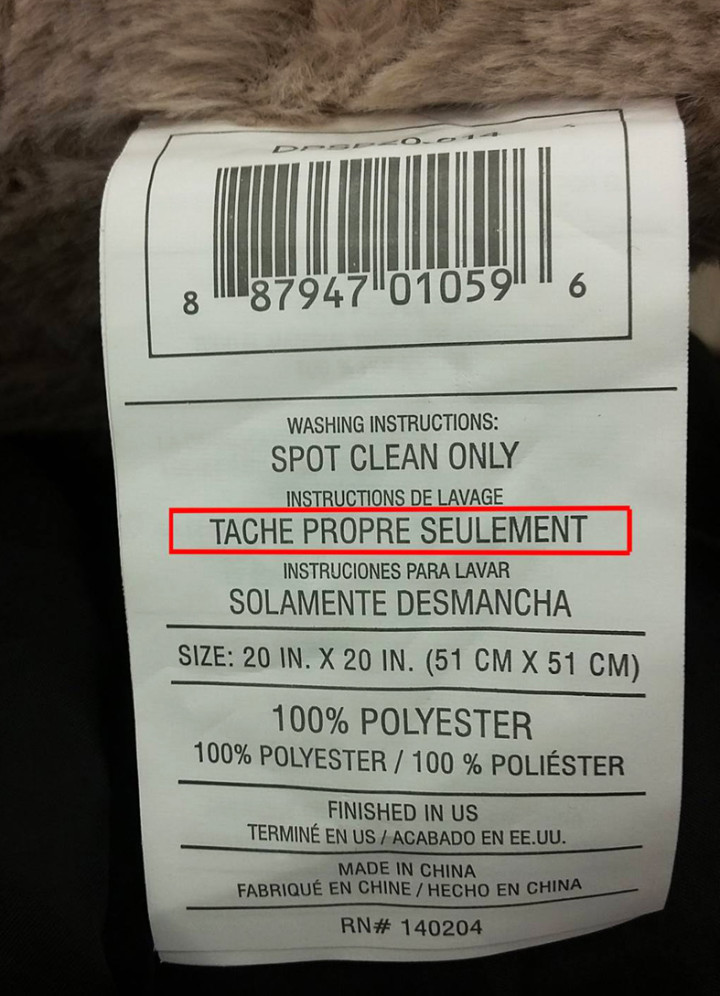 8 87947 01059 6
WASHING INSTRUCTIONS:
SPOT CLEAN ONLY
INSTRUCTIONS DE LAVAGE
TACHE PROPRE SEULEMENT
INSTRUCIONES PARA LAVAR
SOLAMENTE DESMANCHA
SIZE: 20 IN. X 20 IN. (51 CM X 51 CM)
100% POLYESTER
100% POLYESTER / 100 % POLIÉSTER
FINISHED IN US
TERMINÉ EN US / ACABADO EN EE.UU.
MADE IN CHINA
FABRIQUÉ EN CHINE / HECHO EN CHINA
RN# 140204